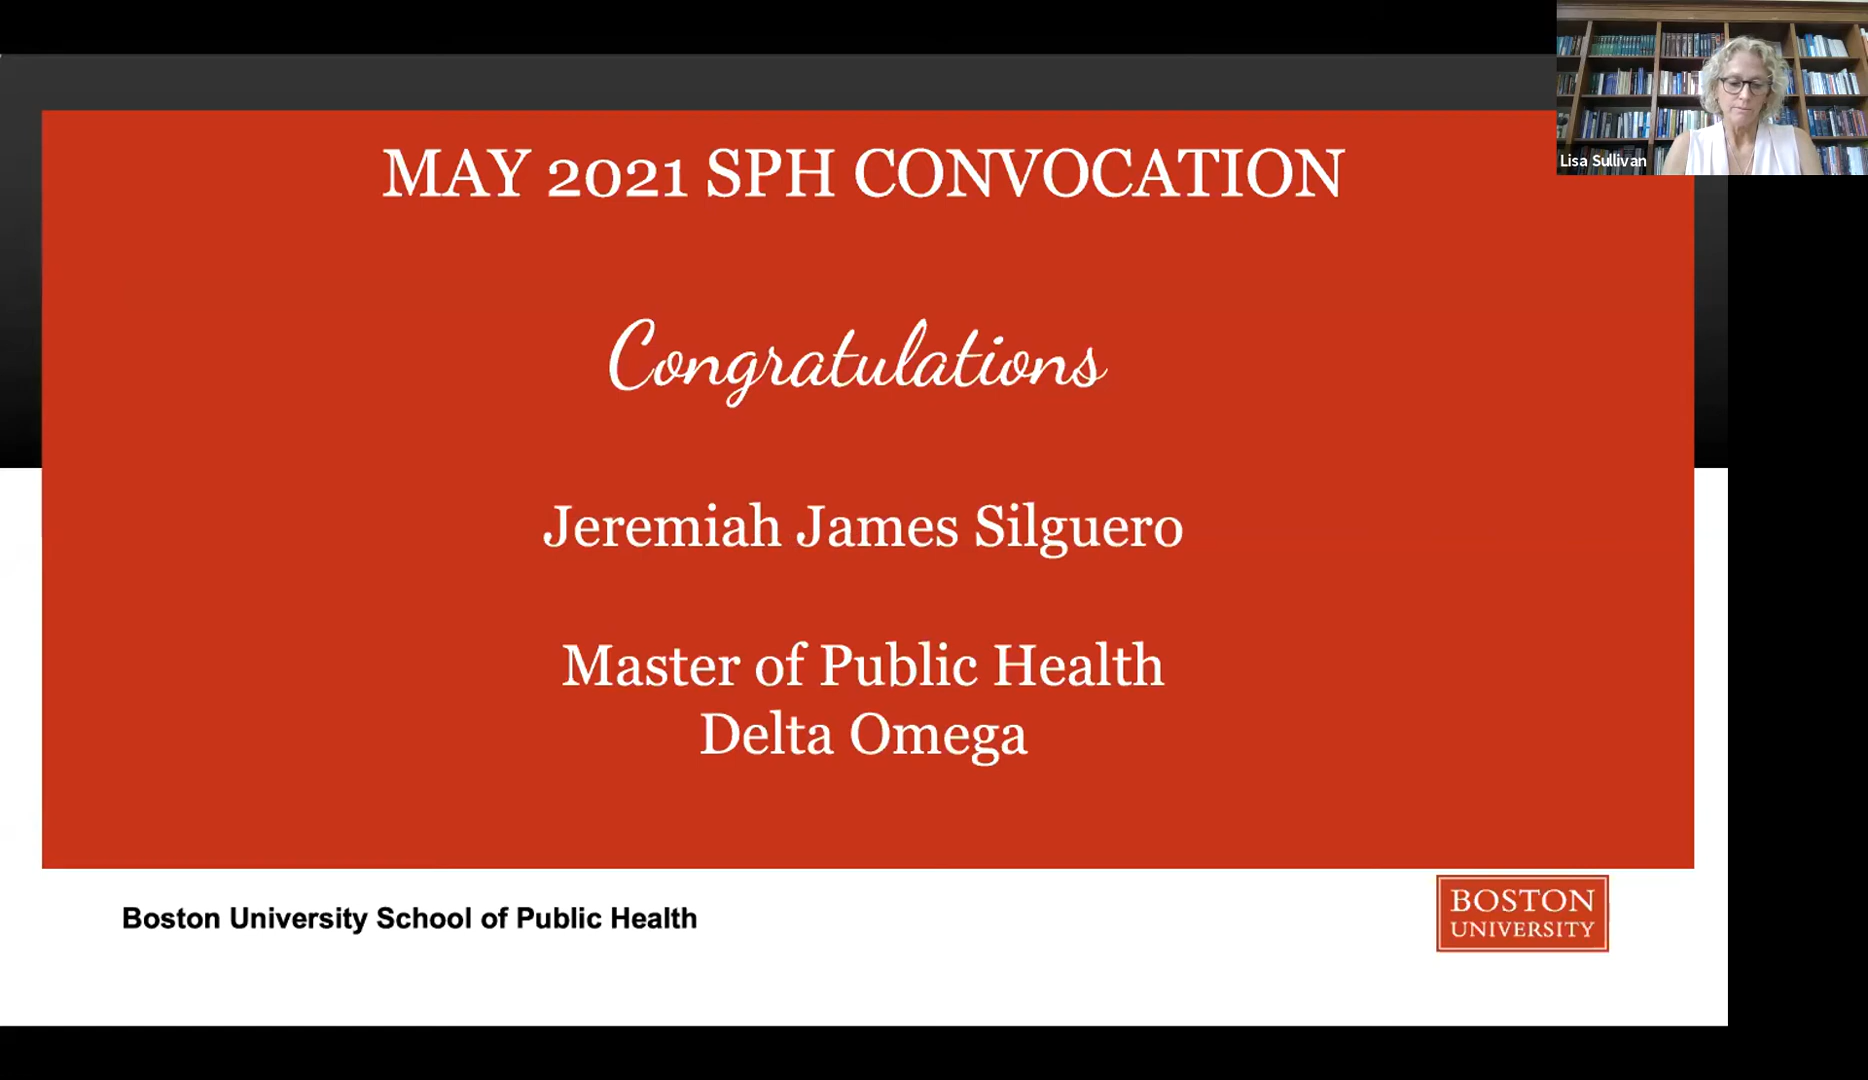 MAY 2021 SPH CONVOCATION
Lisa Sullivan
Congratulations
Jeremiah James Silguero
Master of Public Health
Delta Omega
Boston University School of Public Health
BOSTON
UNIVERSITY